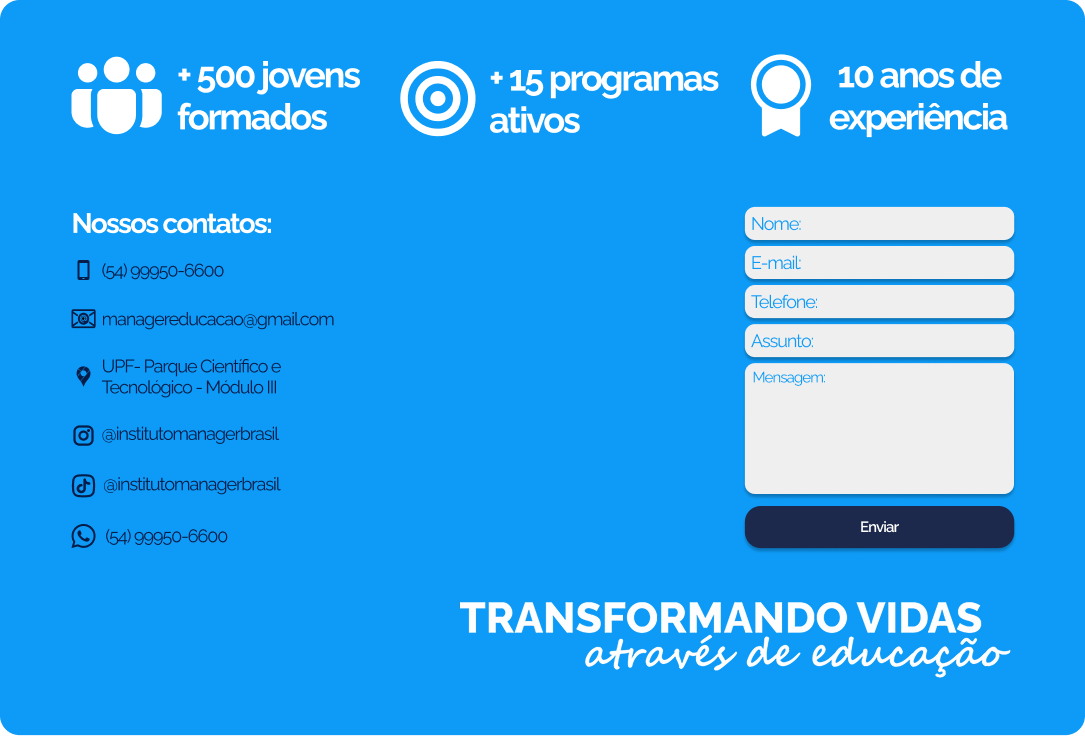 + 500 jovens
formados
+ 15 programas
ativos
10 anos de
experiência
Nossos contatos:
(54) 99950-6600
managereducacao@gmail.com
UPF- Parque Científico e
Tecnológico - Módulo III
@institutomanagerbrasil
@institutomanagerbrasil
(54) 99950-6600
Nome:
E-mail:
Telefone:
Assunto:
Mensagem:
Enviar
TRANSFORMANDO VIDAS
através de educação